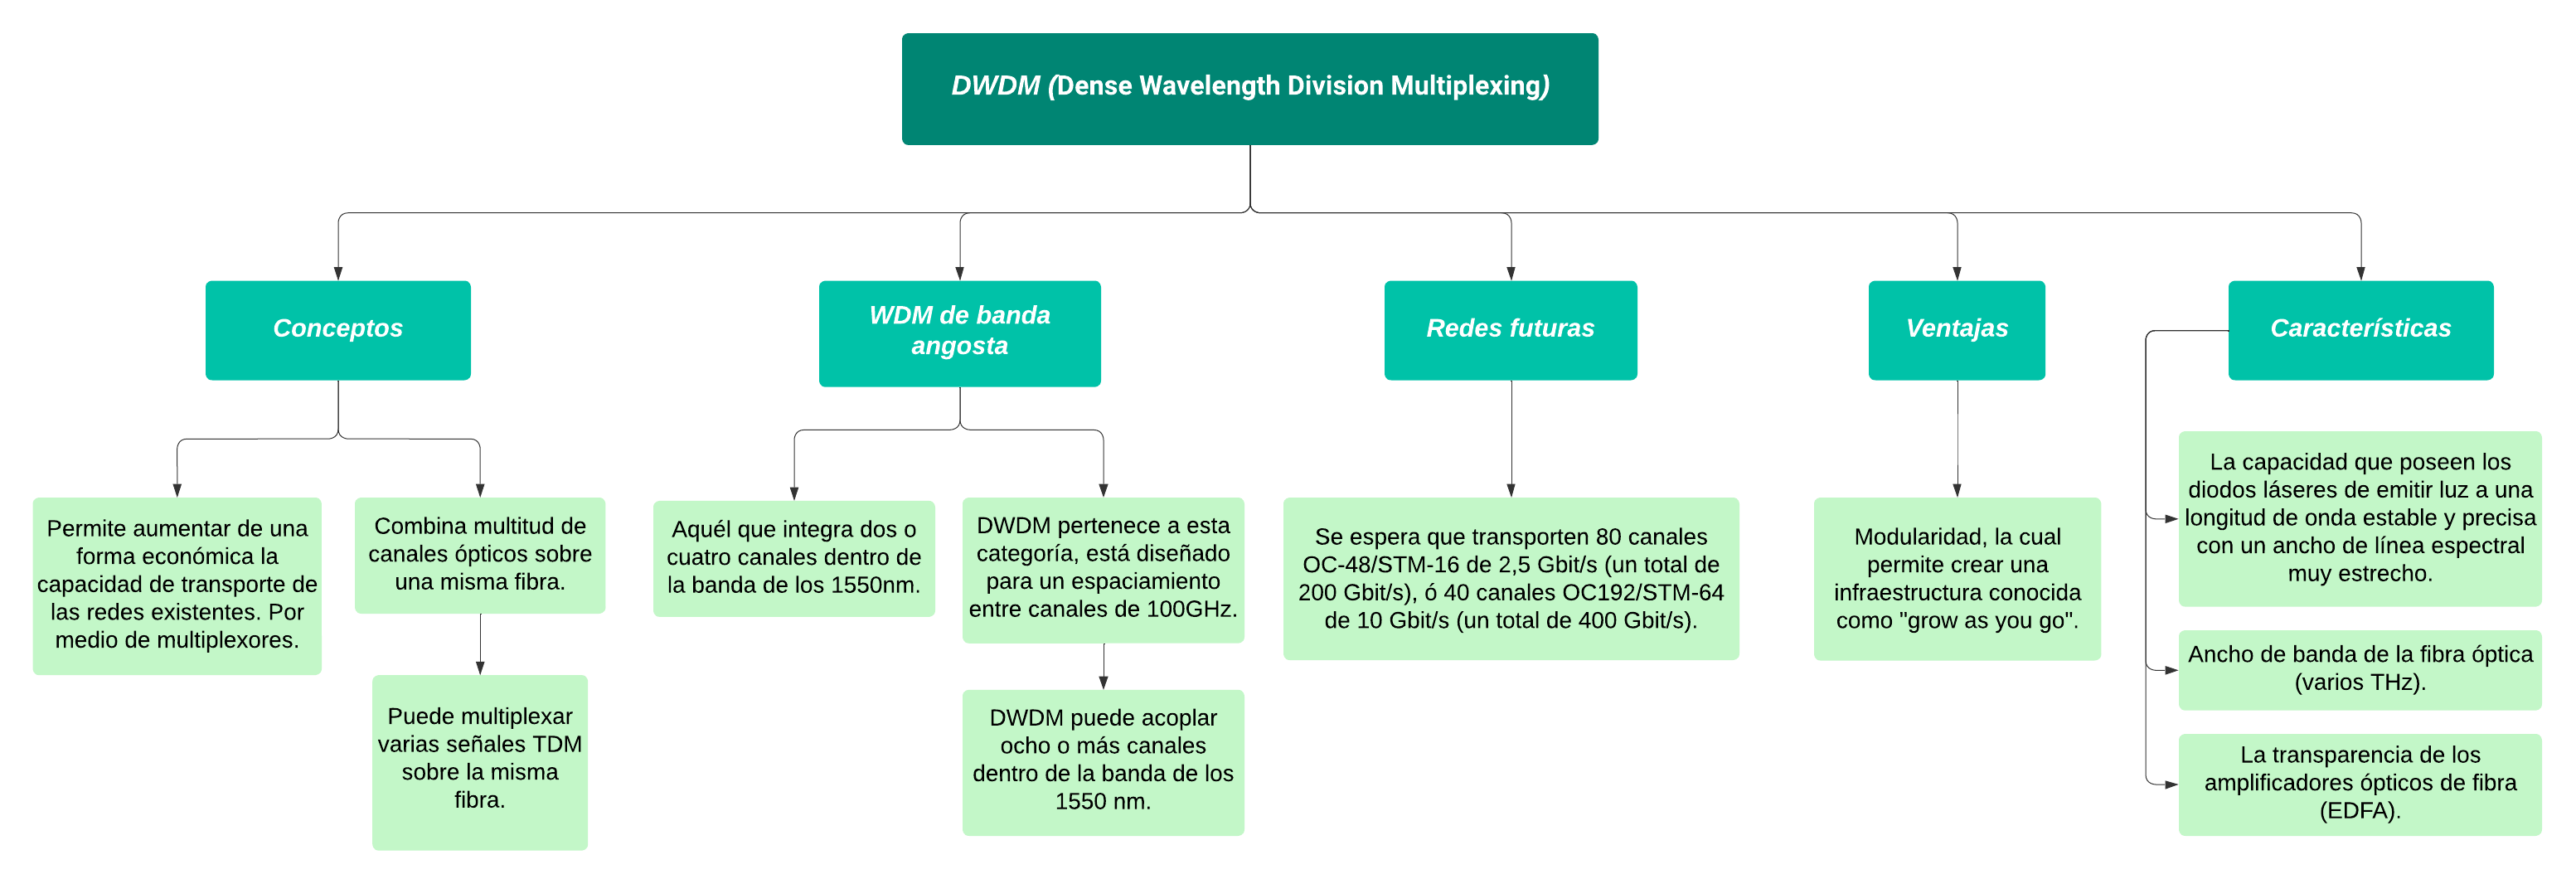 DWDM (Dense Wavelength Division Multiplexing)
Conceptos
WDM de banda
angosta
Redes futuras
Ventajas
Características
Permite aumentar de una
forma económica la
capacidad de transporte de
las redes existentes. Por
medio de multiplexores.
Combina multitud de
canales ópticos sobre
una misma fibra.
Puede multiplexar
varias señales TDM
sobre la misma
fibra.
Aquél que integra dos o
cuatro canales dentro de
la banda de los 1550nm.
DWDM pertenece a esta
categoría, está diseñado
para un espaciamiento
entre canales de 100GHz.
DWDM puede acoplar
ocho o más canales
dentro de la banda de los
1550 nm.
Se espera que transporten 80 canales
OC-48/STM-16 de 2,5 Gbit/s (un total de
200 Gbit/s), ó 40 canales OC192/STM-64
de 10 Gbit/s (un total de 400 Gbit/s).
Modularidad, la cual
permite crear una
infraestructura conocida
como "grow as you go".
La capacidad que poseen los
diodos láseres de emitir luz a una
longitud de onda estable y precisa
con un ancho de línea espectral
muy estrecho.
Ancho de banda de la fibra óptica
(varios THz).
La transparencia de los
amplificadores ópticos de fibra
(EDFA).